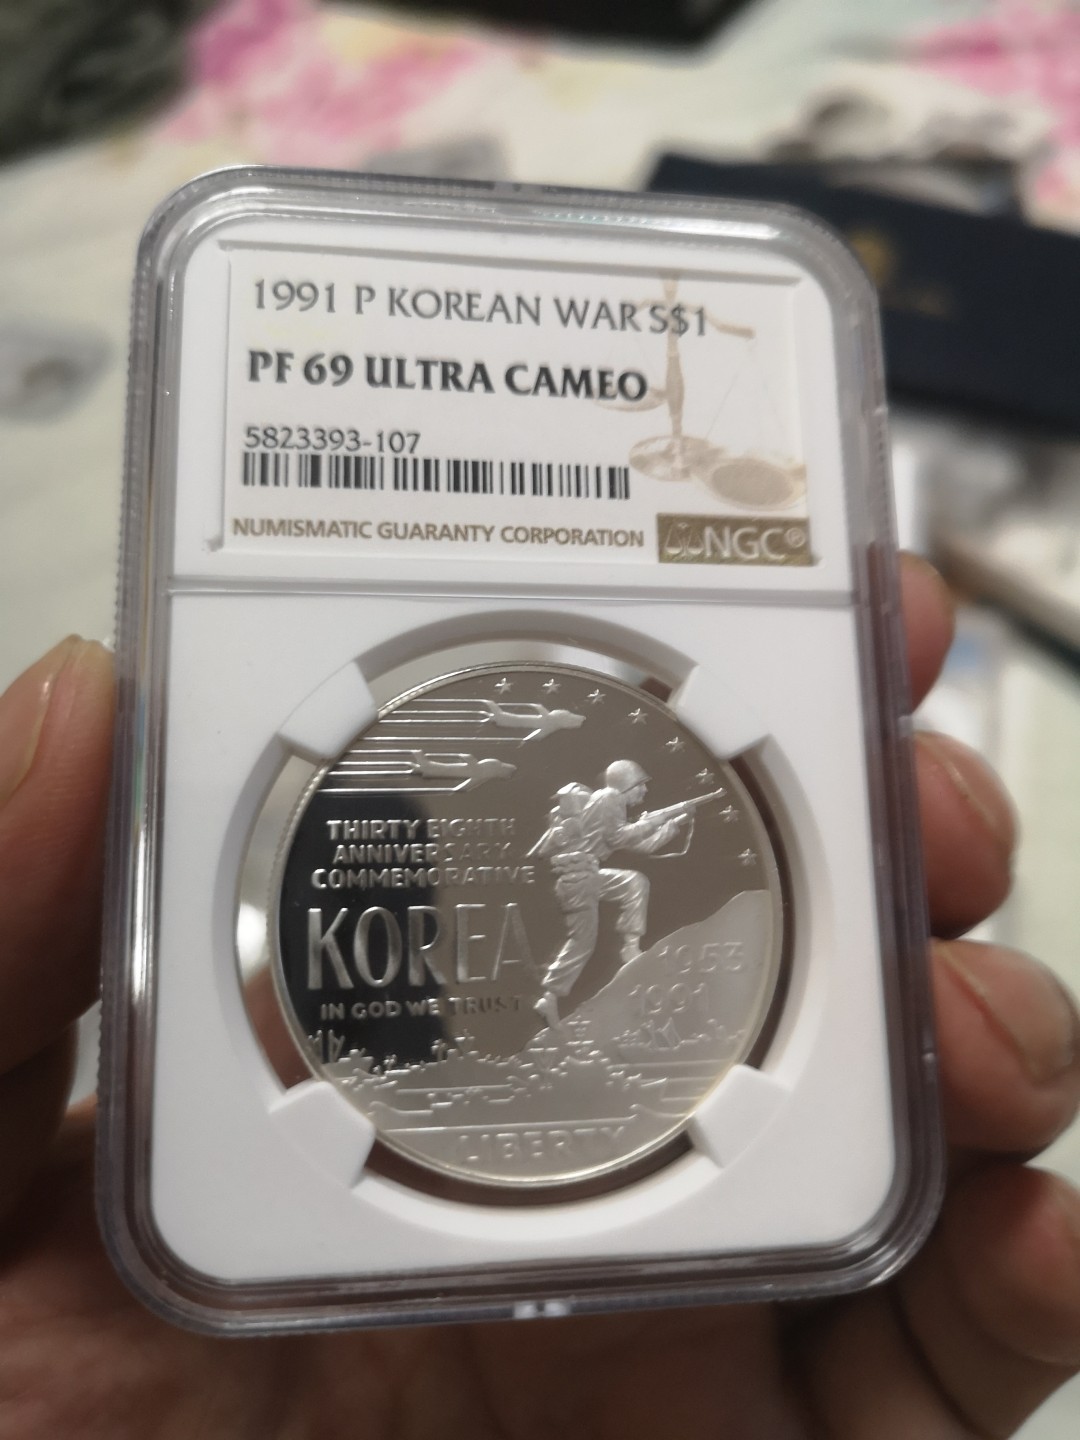 1991 P KOREAN WAR S$1
PF 69 ULTRA CAMEO
5823393-107
NUMISMATIC GUARANTY CORPORATION
NGC®
THIRTY EIGHTH
ANNIVERSARY
COMMEMORATIVE
KOREA
IN GOD WE TRUST
1953
1991
LIBERTY